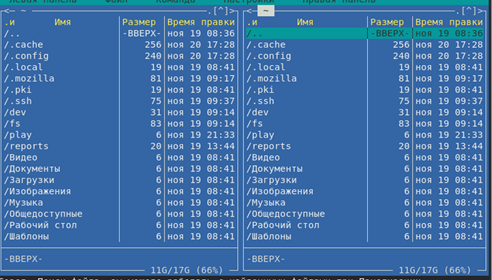 Левая панель Файл Команда Настройки Правая панель
<─ ~ .[^]> <─ ~ .[^]>
.и Имя Размер Время правки .и Имя Размер Время правки
/.. -ВВЕРХ- ноя 19 08:36 /.. -ВВЕРХ- ноя 19 08:36
/.cache 256 ноя 20 17:28 /.cache 256 ноя 20 17:28
/.config 240 ноя 20 17:28 /.config 240 ноя 20 17:28
/.local 19 ноя 19 08:41 /.local 19 ноя 19 08:41
/.mozilla 81 ноя 19 09:17 /.mozilla 81 ноя 19 09:17
/.pki 19 ноя 19 08:41 /.pki 19 ноя 19 08:41
/.ssh 75 ноя 19 09:37 /.ssh 75 ноя 19 09:37
/dev 31 ноя 19 09:14 /dev 31 ноя 19 09:14
/fs 83 ноя 19 09:14 /fs 83 ноя 19 09:14
/play 6 ноя 19 21:33 /play 6 ноя 19 21:33
/reports 20 ноя 19 13:44 /reports 20 ноя 19 13:44
/Видео 6 ноя 19 08:41 /Видео 6 ноя 19 08:41
/Документы 6 ноя 19 08:41 /Документы 6 ноя 19 08:41
/Загрузки 6 ноя 19 08:41 /Загрузки 6 ноя 19 08:41
/Изображения 6 ноя 19 08:41 /Изображения 6 ноя 19 08:41
/Музыка 6 ноя 19 08:41 /Музыка 6 ноя 19 08:41
/Общедоступные 6 ноя 19 08:41 /Общедоступные 6 ноя 19 08:41
/Рабочий стол 6 ноя 19 08:41 /Рабочий стол 6 ноя 19 08:41
/Шаблоны 6 ноя 19 08:41 /Шаблоны 6 ноя 19 08:41
-ВВЕРХ- -ВВЕРХ-
11G/17G (66%) 11G/17G (66%)